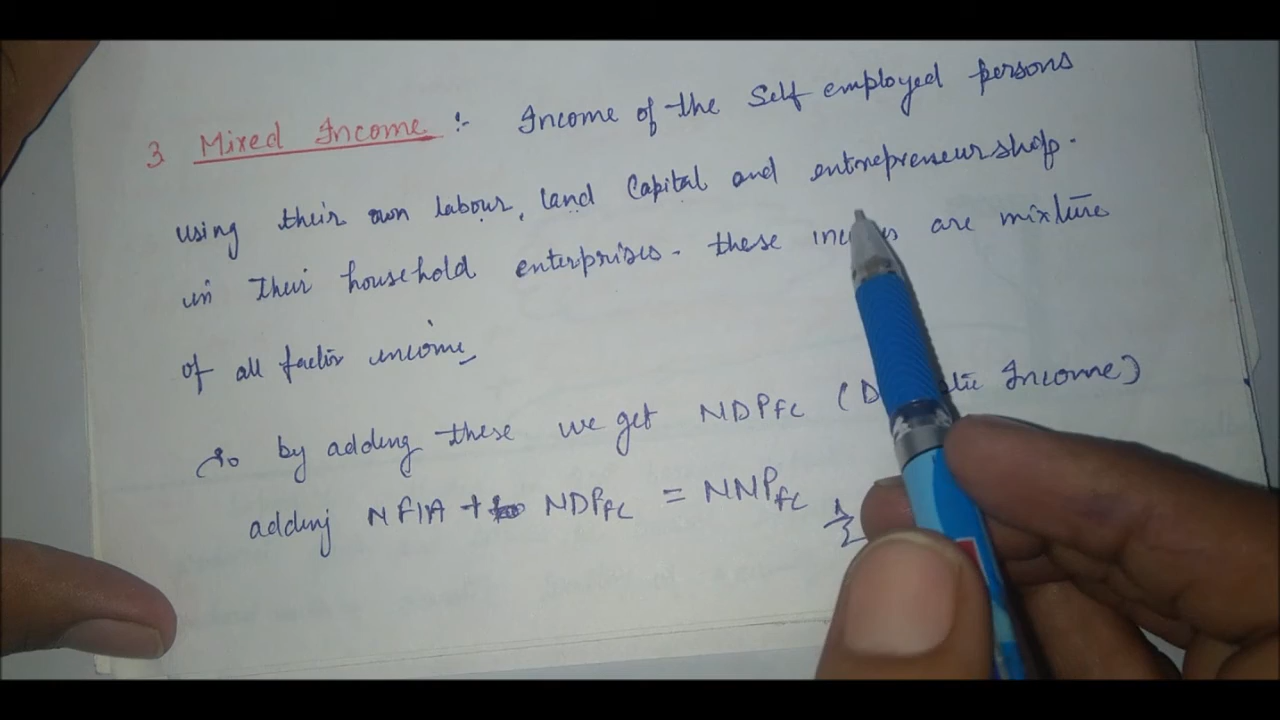 3 Mixed Income :- Income of the Self employed persons
using their own labour, land Capital and entrepreneurship.
in their household enterprises. these are mixture
of all factor income
So by adding these we get NDPFC ( Income)
adding NFIA + NDPFC = NNPFC